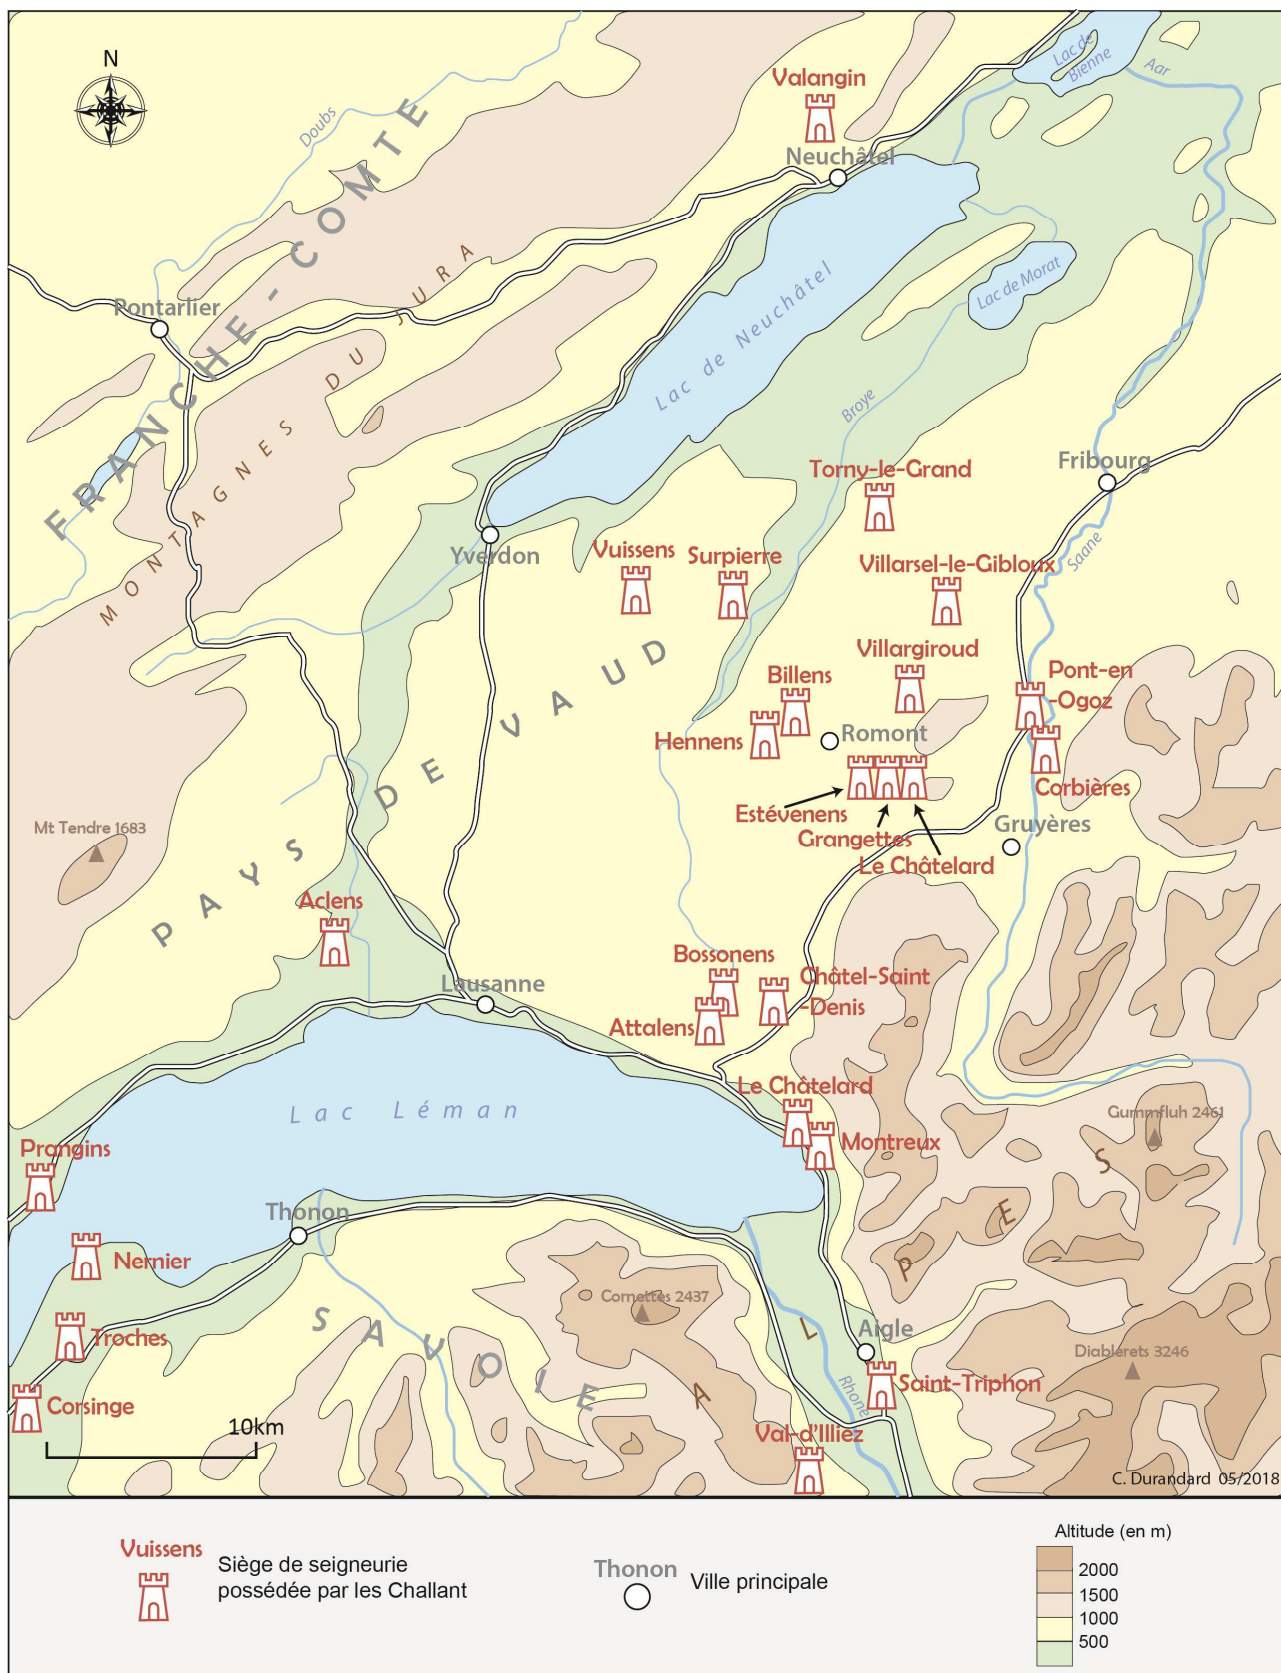 N
Valangin
Lac de
Bienne
Aar
Doubs
Neuchâtel
FRANCHE-COMTE
Lac de Morat
Pontarlier
MONTAGNES DU JURA
Lac de Neuchâtel
Broye
Fribourg
Torny-le-Grand
Yverdon
Vuissens
Surpierre
Villarsel-le-Gibloux
Saane
Villargiroud
Pont-en
-Ogoz
Billens
Hennens
Romont
PAYS DE VAUD
Corbières
Estévenens
Grangettes
Le Châtelard
Gruyères
Mt Tendre 1683
Aclens
Bossonens
Châtel-Saint
-Denis
Lausanne
Attalens
Le Châtelard
Lac Léman
Gummfluh 2461
Montreux
Prangins
Thonon
Nernier
Cornettes 2437
SAVOIE
ALPES
Troches
Aigle
Diablerets 3246
Rhone
Saint-Triphon
Corsinge
10km
Val-d'Illiez
C. Durandard 05/2018
Vuissens
Siège de seigneurie
possédée par les Challant
Thonon
Ville principale
Altitude (en m)
2000
1500
1000
500